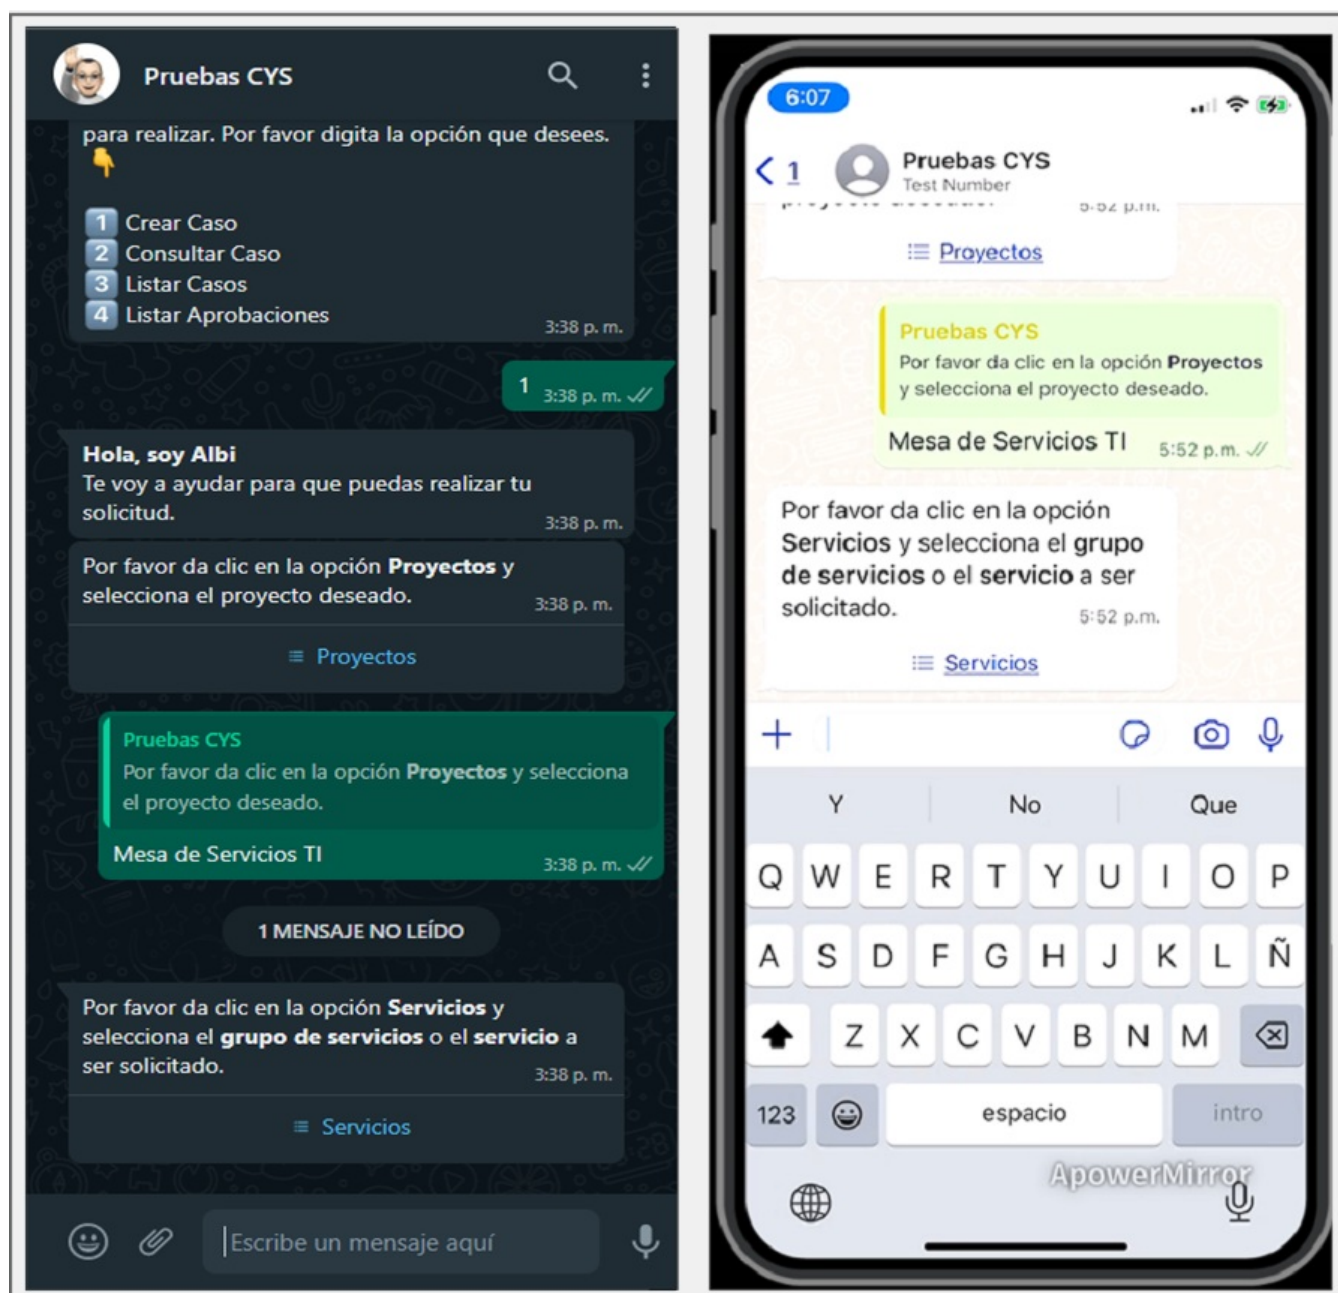 Pruebas CYS
para realizar. Por favor digita la opción que desees.
1 Crear Caso
2 Consultar Caso
3 Listar Casos
4 Listar Aprobaciones
3:38 p. m.
1
3:38 p. m.
Hola, soy Albi
Te voy a ayudar para que puedas realizar tu
solicitud.
3:38 p. m.
Por favor da clic en la opción Proyectos y
selecciona el proyecto deseado.
3:38 p. m.
Proyectos
Pruebas CYS
Por favor da clic en la opción Proyectos y selecciona
el proyecto deseado.
Mesa de Servicios TI
3:38 p. m.
1 MENSAJE NO LEÍDO
Por favor da clic en la opción Servicios y
selecciona el grupo de servicios o el servicio a
ser solicitado.
3:38 p. m.
Servicios
Escribe un mensaje aquí
6:07
1
Pruebas CYS
Test Number
5:52 p.m.
Proyectos
Pruebas CYS
Por favor da clic en la opción Proyectos
y selecciona el proyecto deseado.
Mesa de Servicios TI
5:52 p.m.
Por favor da clic en la opción
Servicios y selecciona el grupo
de servicios o el servicio a ser
solicitado.
5:52 p.m.
Servicios
Y No Que
Q W E R T Y U I O P
A S D F G H J K L Ñ
Z X C V B N M
123 espacio intro
ApowerMirror